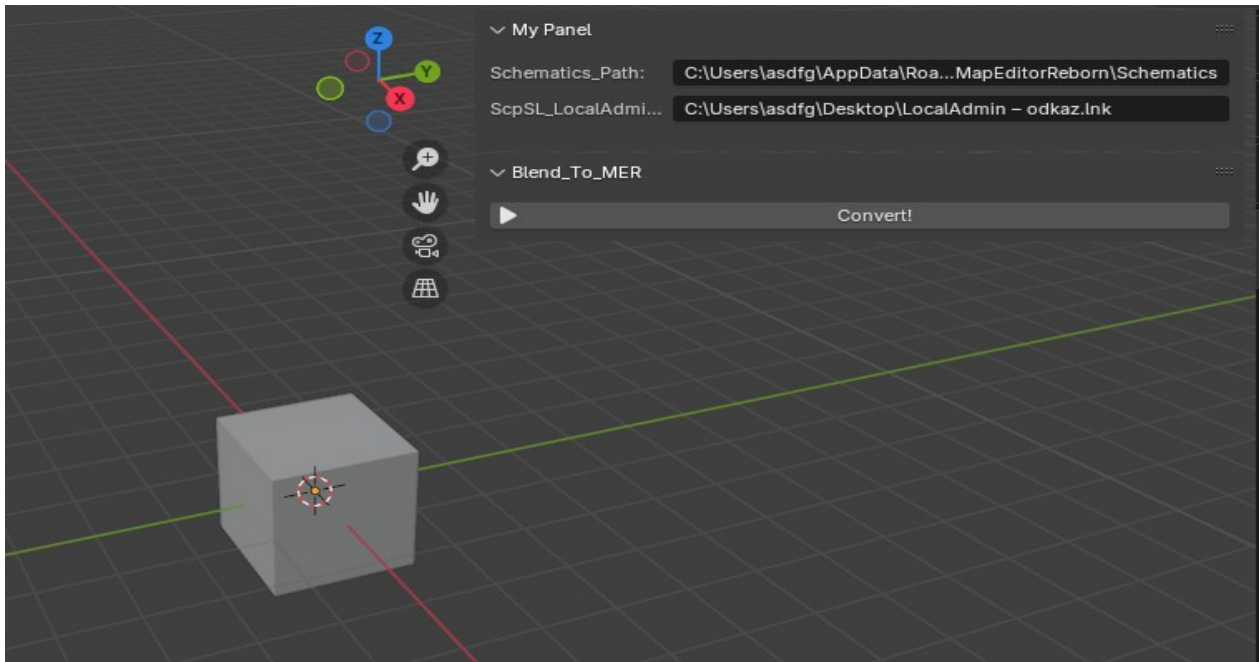 My Panel
Schematics_Path: C:\Users\asdfg\AppData\Roa...MapEditorReborn\Schematics
ScpSL_LocalAdmi... C:\Users\asdfg\Desktop\LocalAdmin – odkaz.lnk
Blend_To_MER
Convert!
Z
Y
X